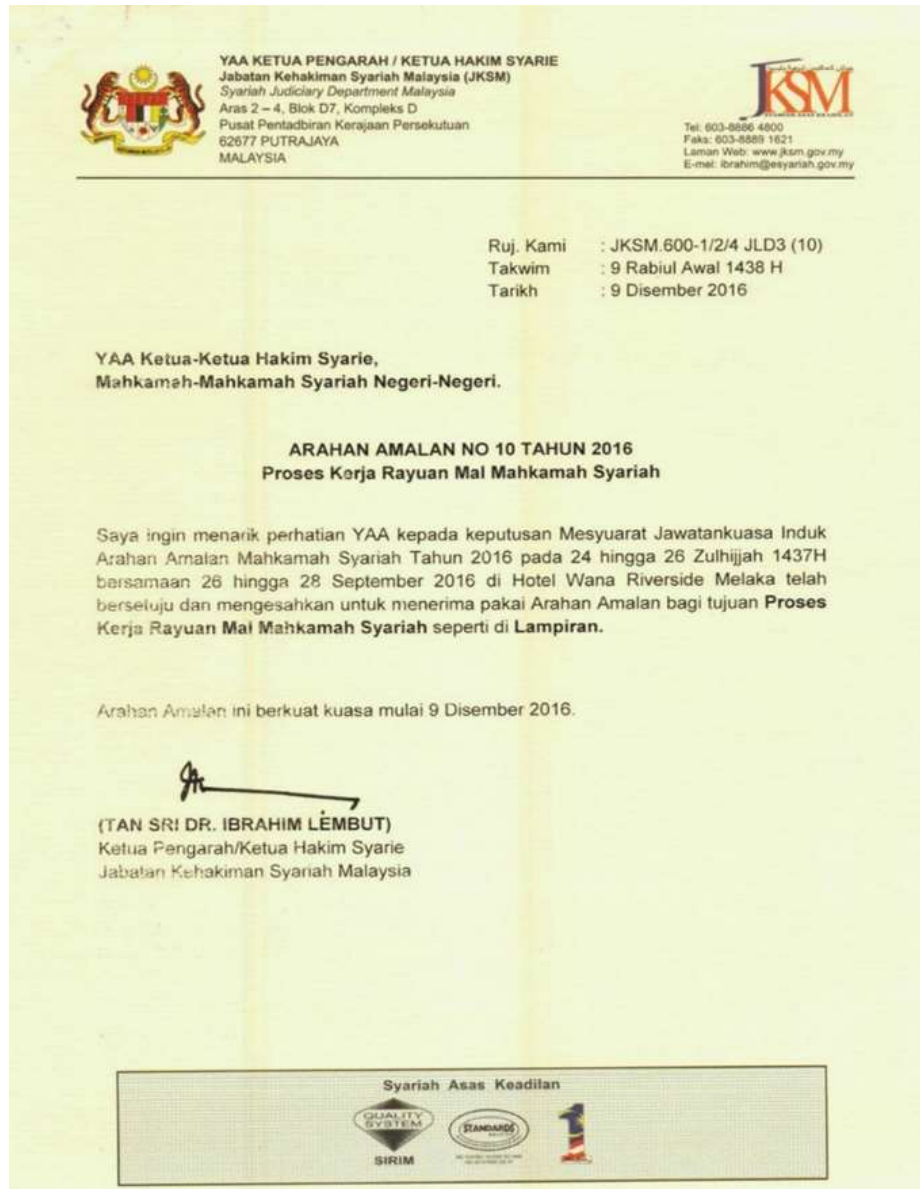 YAA KETUA PENGARAH / KETUA HAKIM SYARIE
Jabatan Kehakiman Syariah Malaysia (JKSM)
Syariah Judiciary Department Malaysia
Aras 2 – 4, Blok D7, Kompleks D
Pusat Pentadbiran Kerajaan Persekutuan
62677 PUTRAJAYA
MALAYSIA
JKSM
Tel: 603-8886 4800
Faks: 603-8889 1621
Laman Web: www.jksm.gov.my
E-mel: ibrahim@esyariah.gov.my
Ruj. Kami : JKSM.600-1/2/4 JLD3 (10)
Takwim : 9 Rabiul Awal 1438 H
Tarikh : 9 Disember 2016
YAA Ketua-Ketua Hakim Syarie,
Mahkamah-Mahkamah Syariah Negeri-Negeri.
ARAHAN AMALAN NO 10 TAHUN 2016
Proses Kerja Rayuan Mal Mahkamah Syariah
Saya ingin menarik perhatian YAA kepada keputusan Mesyuarat Jawatankuasa Induk
Arahan Amalan Mahkamah Syariah Tahun 2016 pada 24 hingga 26 Zulhijjah 1437H
bersamaan 26 hingga 28 September 2016 di Hotel Wana Riverside Melaka telah
bersetuju dan mengesahkan untuk menerima pakai Arahan Amalan bagi tujuan Proses
Kerja Rayuan Mal Mahkamah Syariah seperti di Lampiran.
Arahan Amalan ini berkuat kuasa mulai 9 Disember 2016.
(TAN SRI DR. IBRAHIM LEMBUT)
Ketua Pengarah/Ketua Hakim Syarie
Jabatan Kehakiman Syariah Malaysia
Syariah Asas Keadilan
QUALITY
SYSTEM
SIRIM
STANDARDS
1